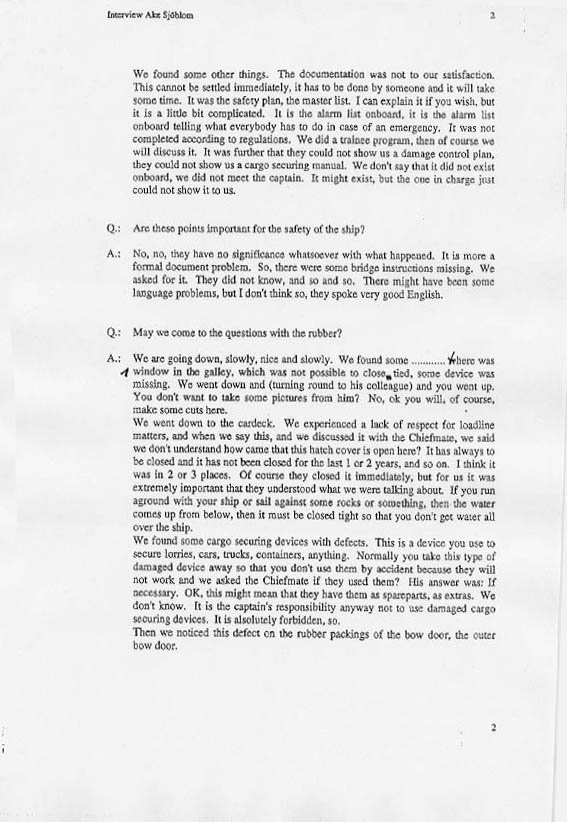 Interview Ake Sjöblom 2
We found some other things. The documentation was not to our satisfaction.
This cannot be settled immediately, it has to be done by someone and it will take
some time. It was the safety plan, the master list. I can explain it if you wish, but
it is a little bit complicated. It is the alarm list onboard, it is the alarm list
onboard telling what everybody has to do in case of an emergency. It was not
completed according to regulations. We did a trainee program, then of course we
will discuss it. It was further that they could not show us a damage control plan,
they could not show us a cargo securing manual. We don't say that it did not exist
onboard, we did not meet the captain. It might exist, but the one in charge just
could not show it to us.
Q.: Are these points important for the safety of the ship?
A.: No, no, they have no significance whatsoever with what happened. It is more a
formal document problem. So, there were some bridge instructions missing. We
asked for it. They did not know, and so and so. There might have been some
language problems, but I don't think so, they spoke very good English.
Q.: May we come to the questions with the rubber?
A.: We are going down, slowly, nice and slowly. We found some ............ there was
1 window in the galley, which was not possible to close, tied, some device was
missing. We went down and (turning round to his colleague) and you went up.
You don't want to take some pictures from him? No, ok you will, of course,
make some cuts here.
We went down to the cardeck. We experienced a lack of respect for loadline
matters, and when we say this, and we discussed it with the Chiefmate, we said
we don't understand how came that this hatch cover is open here? It has always to
be closed and it has not been closed for the last 1 or 2 years, and so on. I think it
was in 2 or 3 places. Of course they closed it immediately, but for us it was
extremely important that they understood what we were talking about. If you run
aground with your ship or sail against some rocks or something, then the water
comes up from below, then it must be closed tight so that you don't get water all
over the ship.
We found some cargo securing devices with defects. This is a device you use to
secure lorries, cars, trucks, containers, anything. Normally you take this type of
damaged device away so that you don't use them by accident because they will
not work and we asked the Chiefmate if they used them? His answer was: If
necessary. OK, this might mean that they have them as spareparts, as extras. We
don't know. It is the captain's responsibility anyway not to use damaged cargo
securing devices. It is alsolutely forbidden, so.
Then we noticed this defect on the rubber packings of the bow door, the outer
bow door.
2